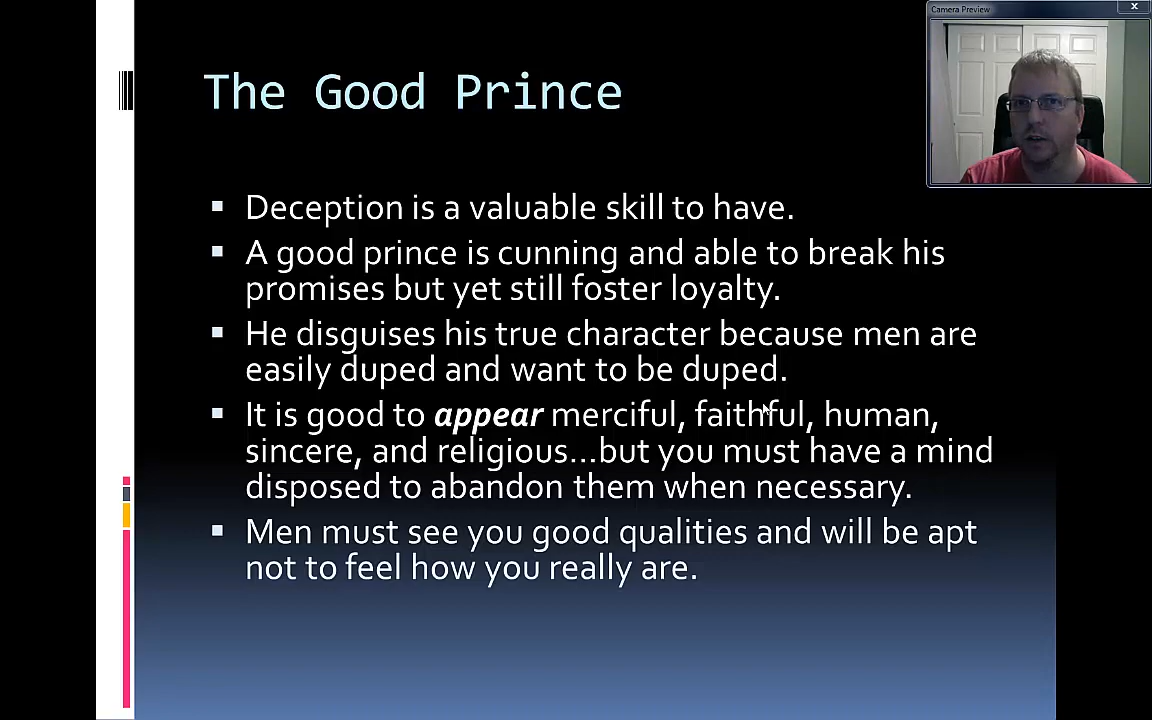 Camera Preview
The Good Prince
Deception is a valuable skill to have.
A good prince is cunning and able to break his
promises but yet still foster loyalty.
He disguises his true character because men are
easily duped and want to be duped.
It is good to appear merciful, faithful, human,
sincere, and religious...but you must have a mind
disposed to abandon them when necessary.
Men must see you good qualities and will be apt
not to feel how you really are.